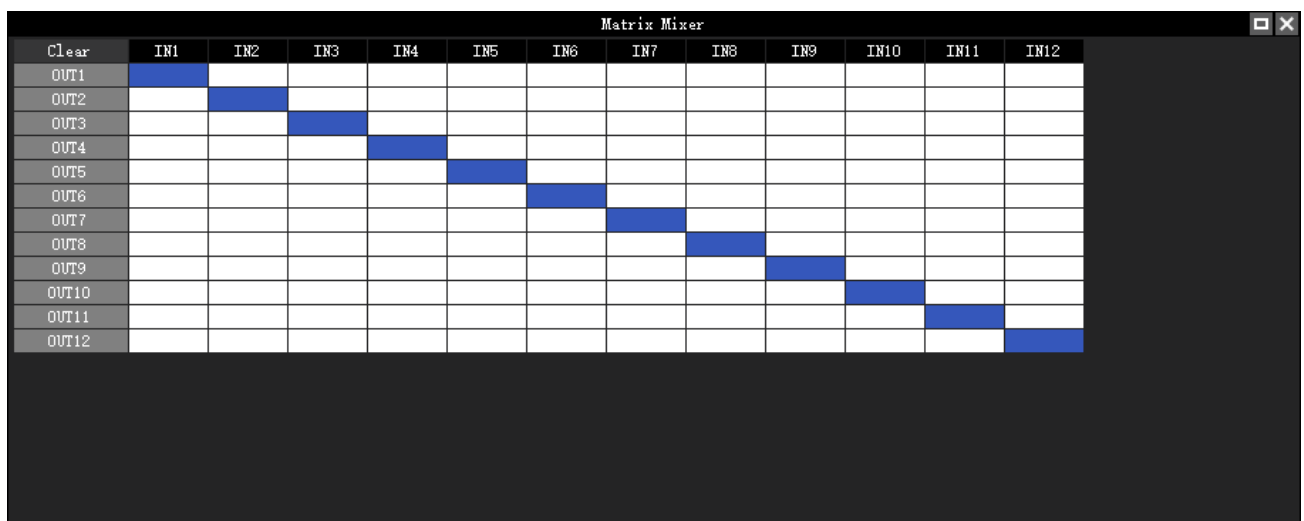 Matrix Mixer
Clear IN1 IN2 IN3 IN4 IN5 IN6 IN7 IN8 IN9 IN10 IN11 IN12
OUT1
OUT2
OUT3
OUT4
OUT5
OUT6
OUT7
OUT8
OUT9
OUT10
OUT11
OUT12